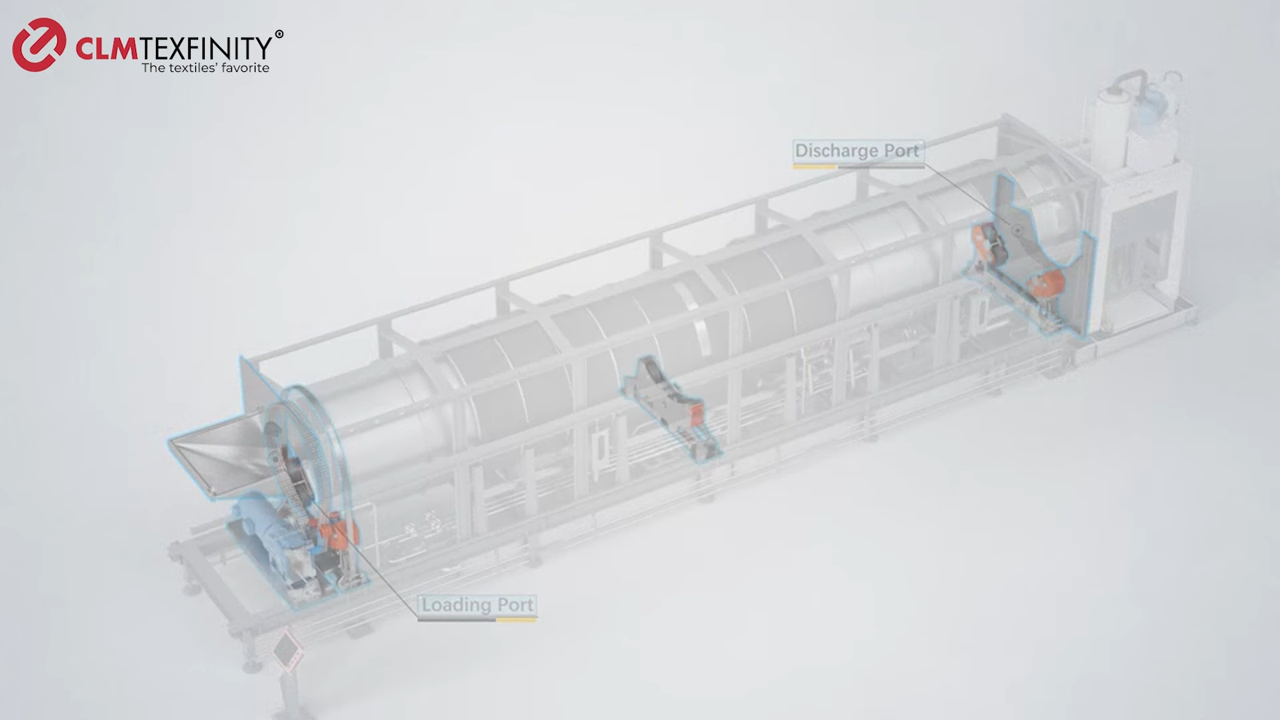 CLMTEXFINITY®
The textiles' favorite
Discharge Port
Loading Port